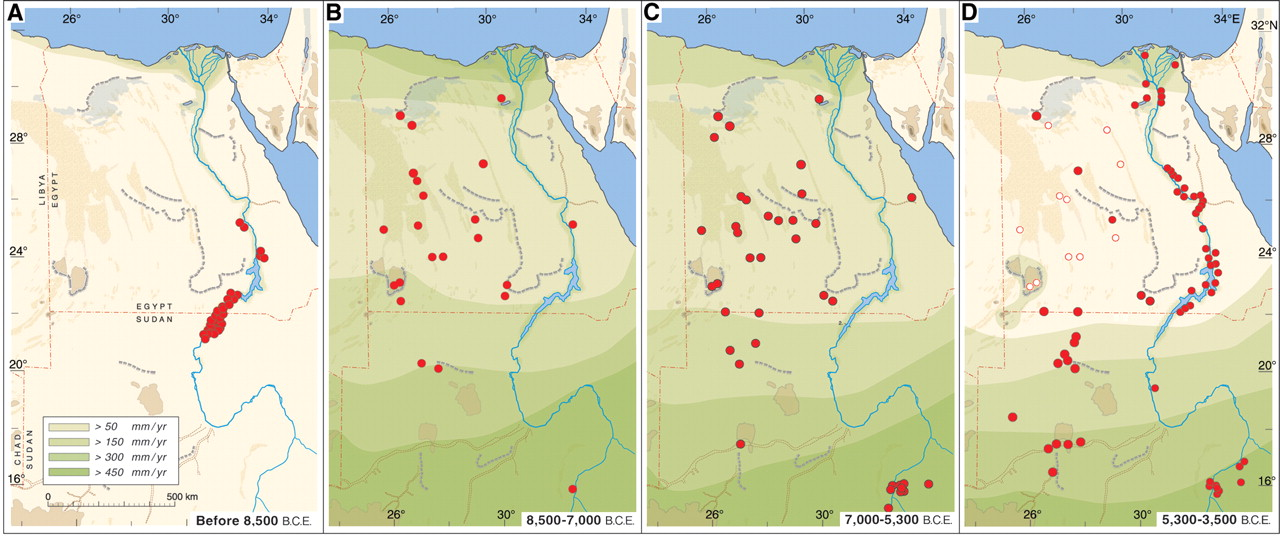 A
26°
30°
34°
28°
24°
20°
16°
LIBYA
EGYPT
EGYPT
SUDAN
CHAD
SUDAN
> 50 mm/yr
> 150 mm/yr
> 300 mm/yr
> 450 mm/yr
0
500 km
Before 8,500 B.C.E.
B
26°
30°
34°
26°
30°
8,500-7,000 B.C.E.
C
26°
30°
34°
26°
30°
7,000-5,300 B.C.E.
D
26°
30°
34°E
32°N
28°
24°
20°
16°
26°
30°
5,300-3,500 B.C.E.